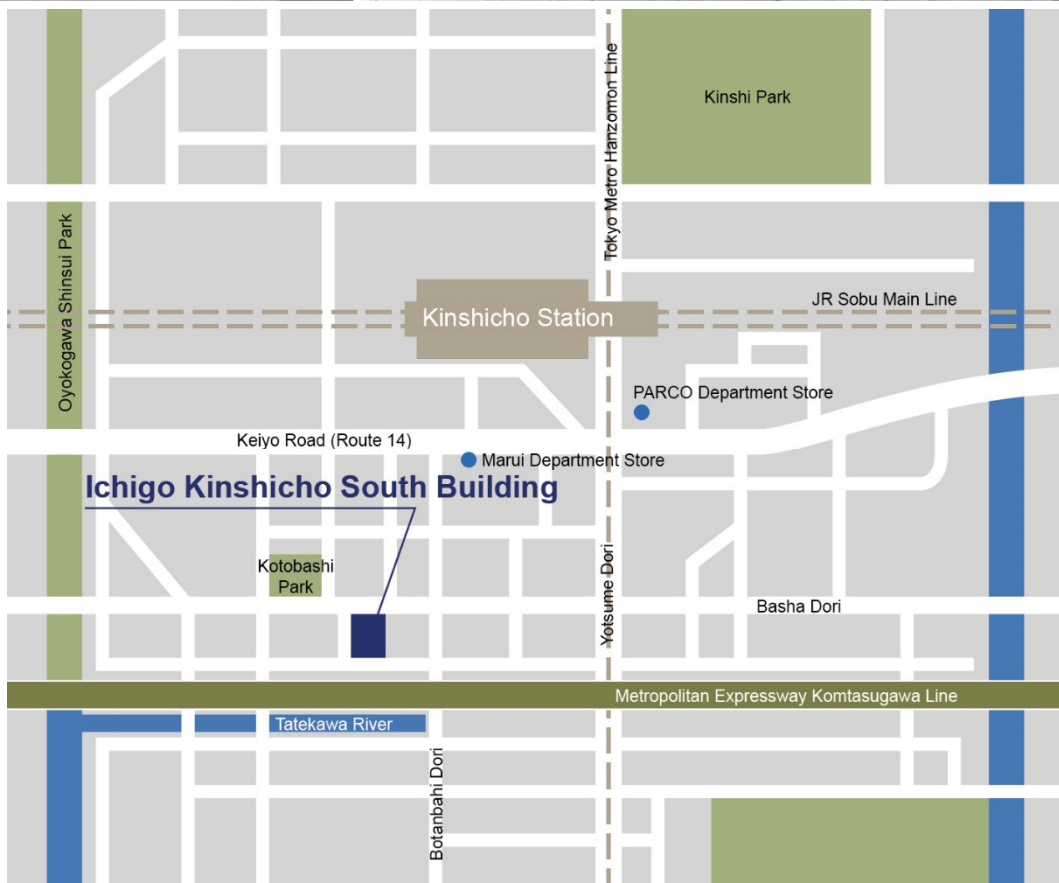 Kinshi Park
Tokyo Metro Hanzomon Line
Oyokogawa Shinsui Park
JR Sobu Main Line
Kinshicho Station
PARCO Department Store
Keiyo Road (Route 14)
Marui Department Store
Ichigo Kinshicho South Building
Kotobashi
Park
Yotsume Dori
Basha Dori
Metropolitan Expressway Komtasugawa Line
Tatekawa River
Botanbahi Dori